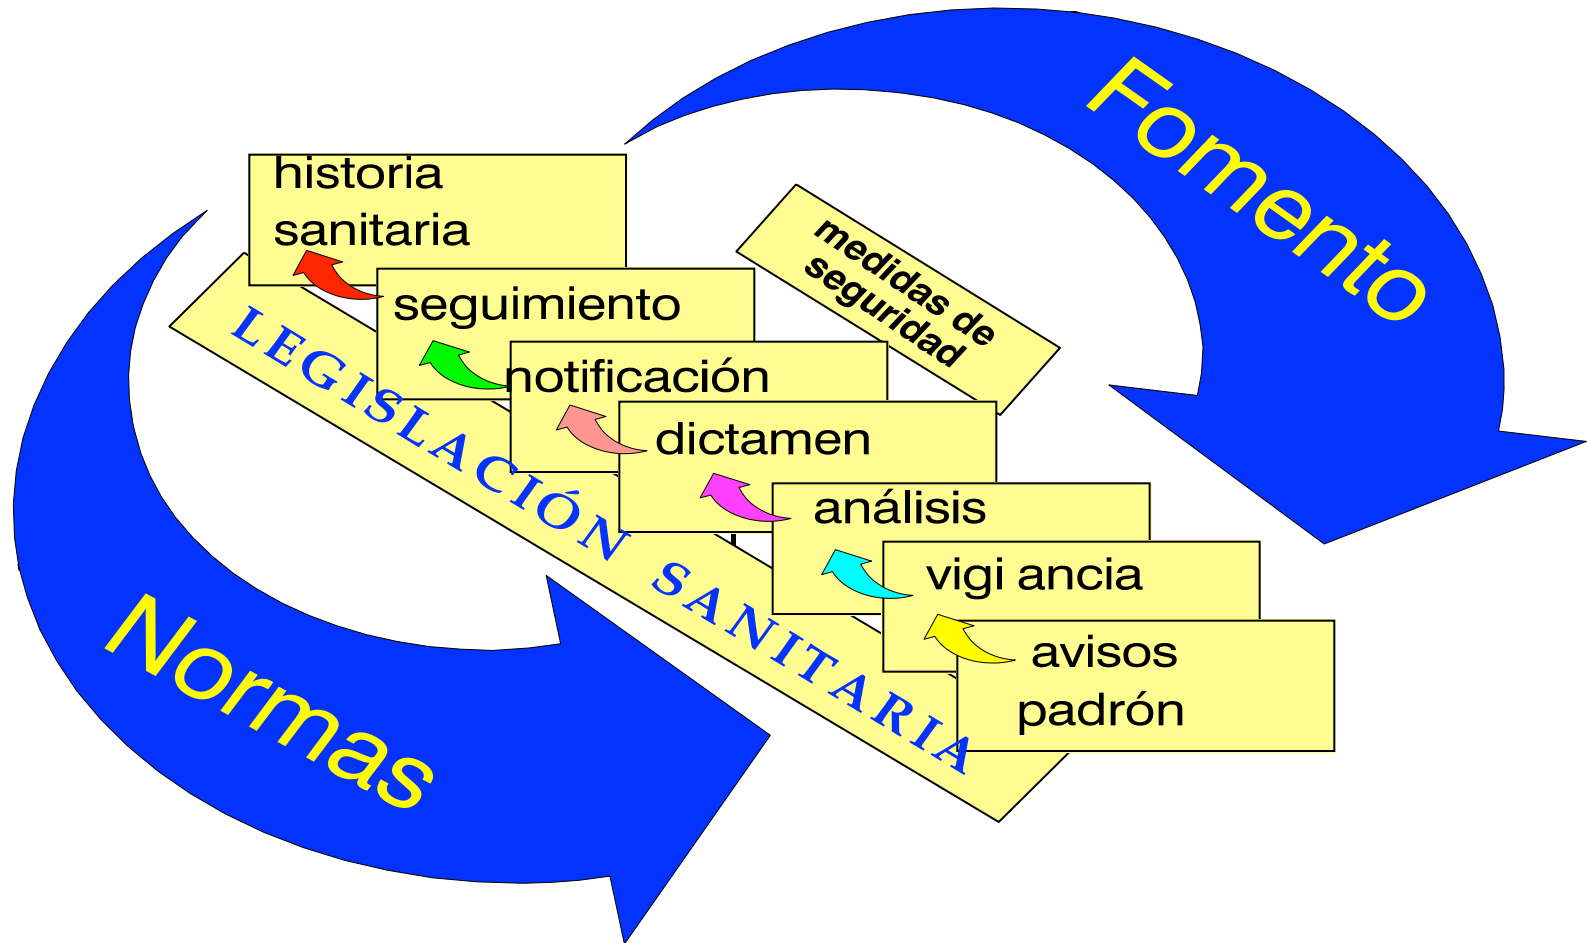 Fomento
historia
sanitaria
medidas de
seguridad
seguimiento
LEGISLACIÓN SANITARIA
notificación
dictamen
análisis
vigi ancia
avisos
padrón
Normas